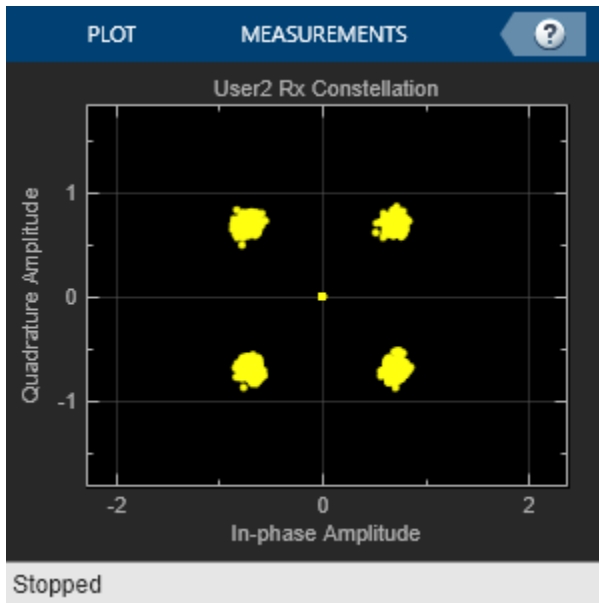 PLOT MEASUREMENTS ?
User2 Rx Constellation
Quadrature Amplitude
1
0
-1
-2 0 2
In-phase Amplitude
Stopped